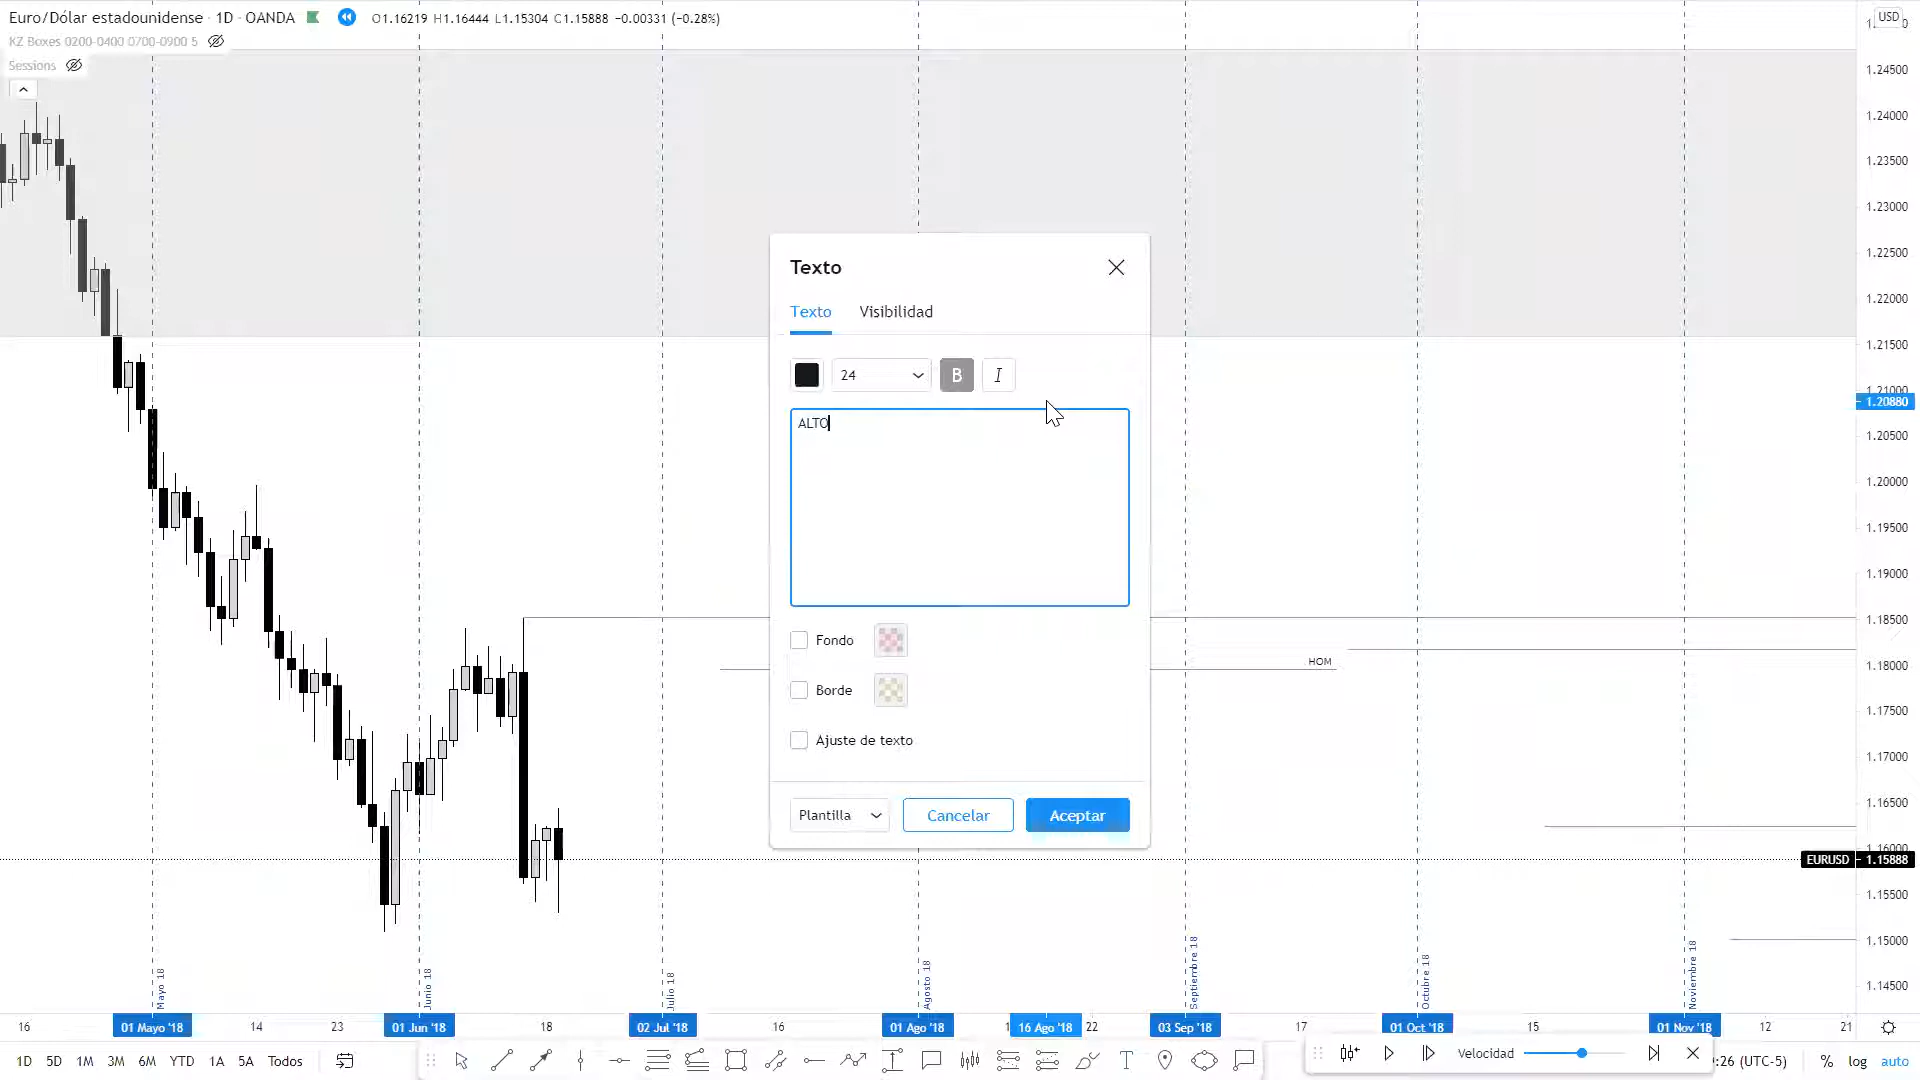 Euro/Dólar estadounidense · 1D · OANDA O1.16219 H1.16444 L1.15304 C1.15888 −0.00331 (−0.28%)
USD
KZ Boxes 0200-0400 0700-0900 5
Sessions
1.24500
1.24000
1.23500
1.23000
1.22500
1.22000
1.21500
1.21000
1.20880
1.20500
1.20000
1.19500
1.19000
1.18500
1.18000
1.17500
1.17000
1.16500
1.16000
EURUSD 1.15888
1.15500
1.15000
1.14500
Texto
Texto Visibilidad
24 B I
ALTO
Fondo
Borde
Ajuste de texto
Plantilla Cancelar Aceptar
HOM
Mayo 18
Junio 18
Julio 18
Agosto 18
Septiembre 18
Octubre 18
Noviembre 18
16 01 Mayo '18 14 23 01 Jun '18 18 02 Jul '18 16 01 Ago '18 16 Ago '18 22 03 Sep '18 17 01 Oct '18 15 01 Nov '18 12 21
1D 5D 1M 3M 6M YTD 1A 5A Todos T Velocidad :26 (UTC-5) % log auto